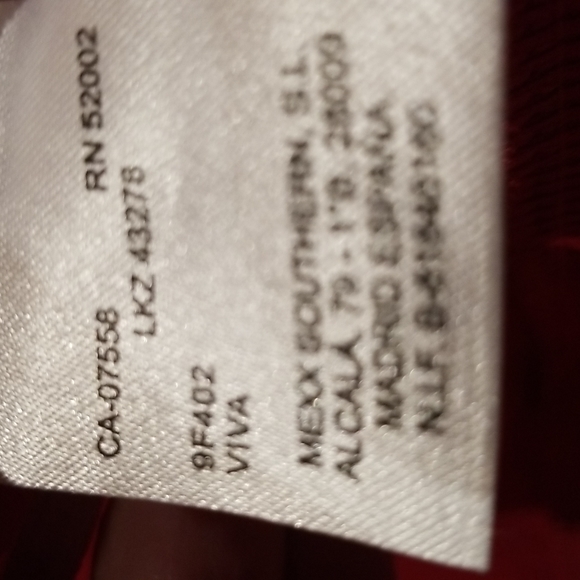 CA-07558 RN 52002
LKZ 43278
9F402
VIVA
MEXX SOUTHERN, S.L.
ALCALA, 79 - 1°D. 28009
MADRID ESPAÑA
N.I.F.